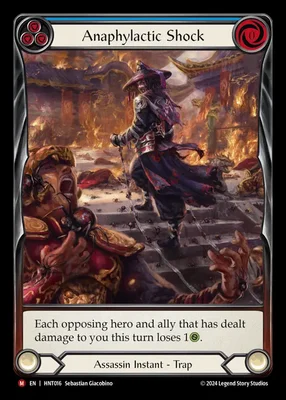 Anaphylactic Shock
Each opposing hero and ally that has dealt
damage to you this turn loses 1.
Assassin Instant - Trap
M EN | HNT016 Sebastian Giacobino
© 2024 Legend Story Studios